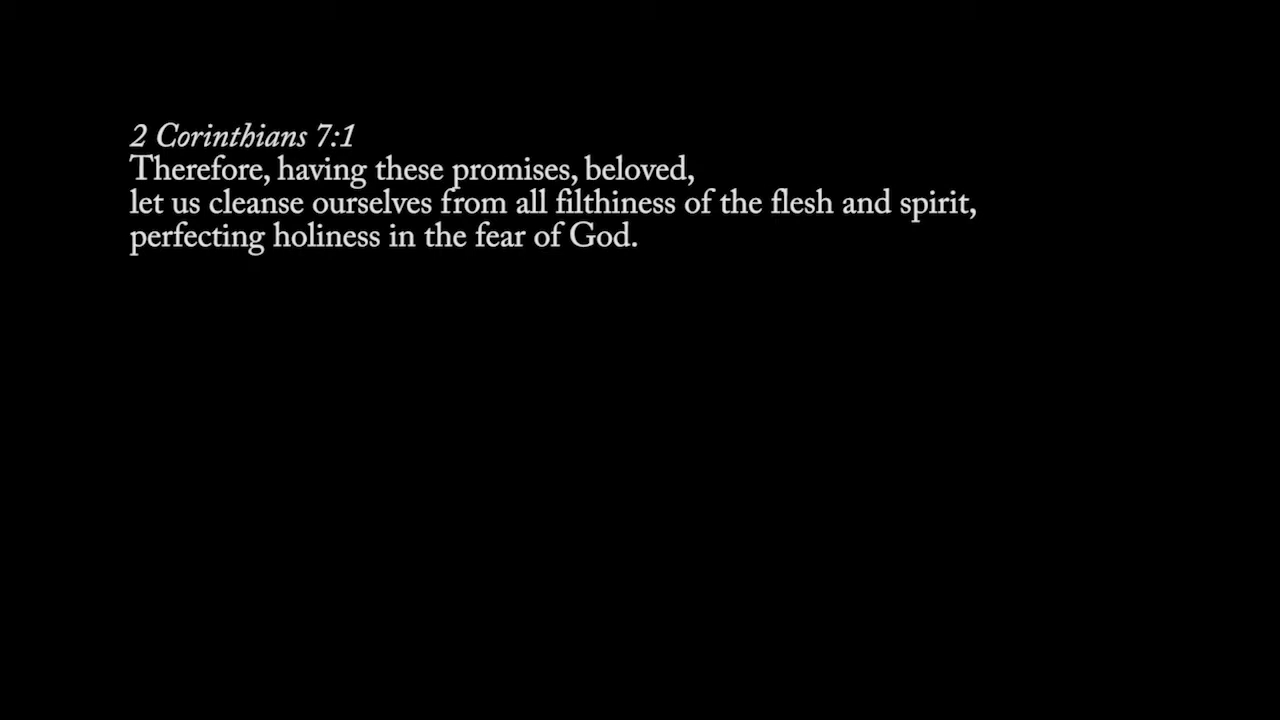 2 Corinthians 7:1
Therefore, having these promises, beloved,
let us cleanse ourselves from all filthiness of the flesh and spirit,
perfecting holiness in the fear of God.